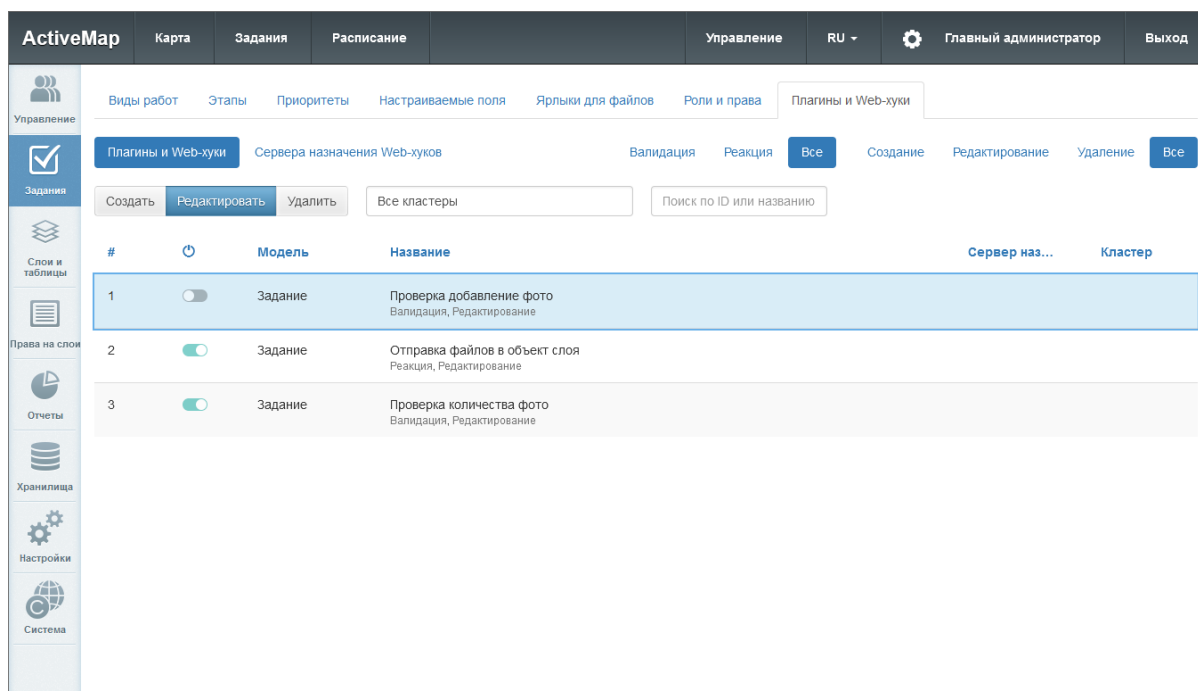 ActiveMap Карта Задания Расписание Управление RU Главный администратор Выход
Управление
Задания
Слои и
таблицы
Права на слои
Отчеты
Хранилища
Настройки
Система
Виды работ Этапы Приоритеты Настраиваемые поля Ярлыки для файлов Роли и права Плагины и Web-хуки
Плагины и Web-хуки Сервера назначения Web-хуков Валидация Реакция Все Создание Редактирование Удаление Все
Создать Редактировать Удалить Все кластеры Поиск по ID или названию
# Модель Название Сервер наз... Кластер
1 Задание Проверка добавление фото
Валидация, Редактирование
2 Задание Отправка файлов в объект слоя
Реакция, Редактирование
3 Задание Проверка количества фото
Валидация, Редактирование